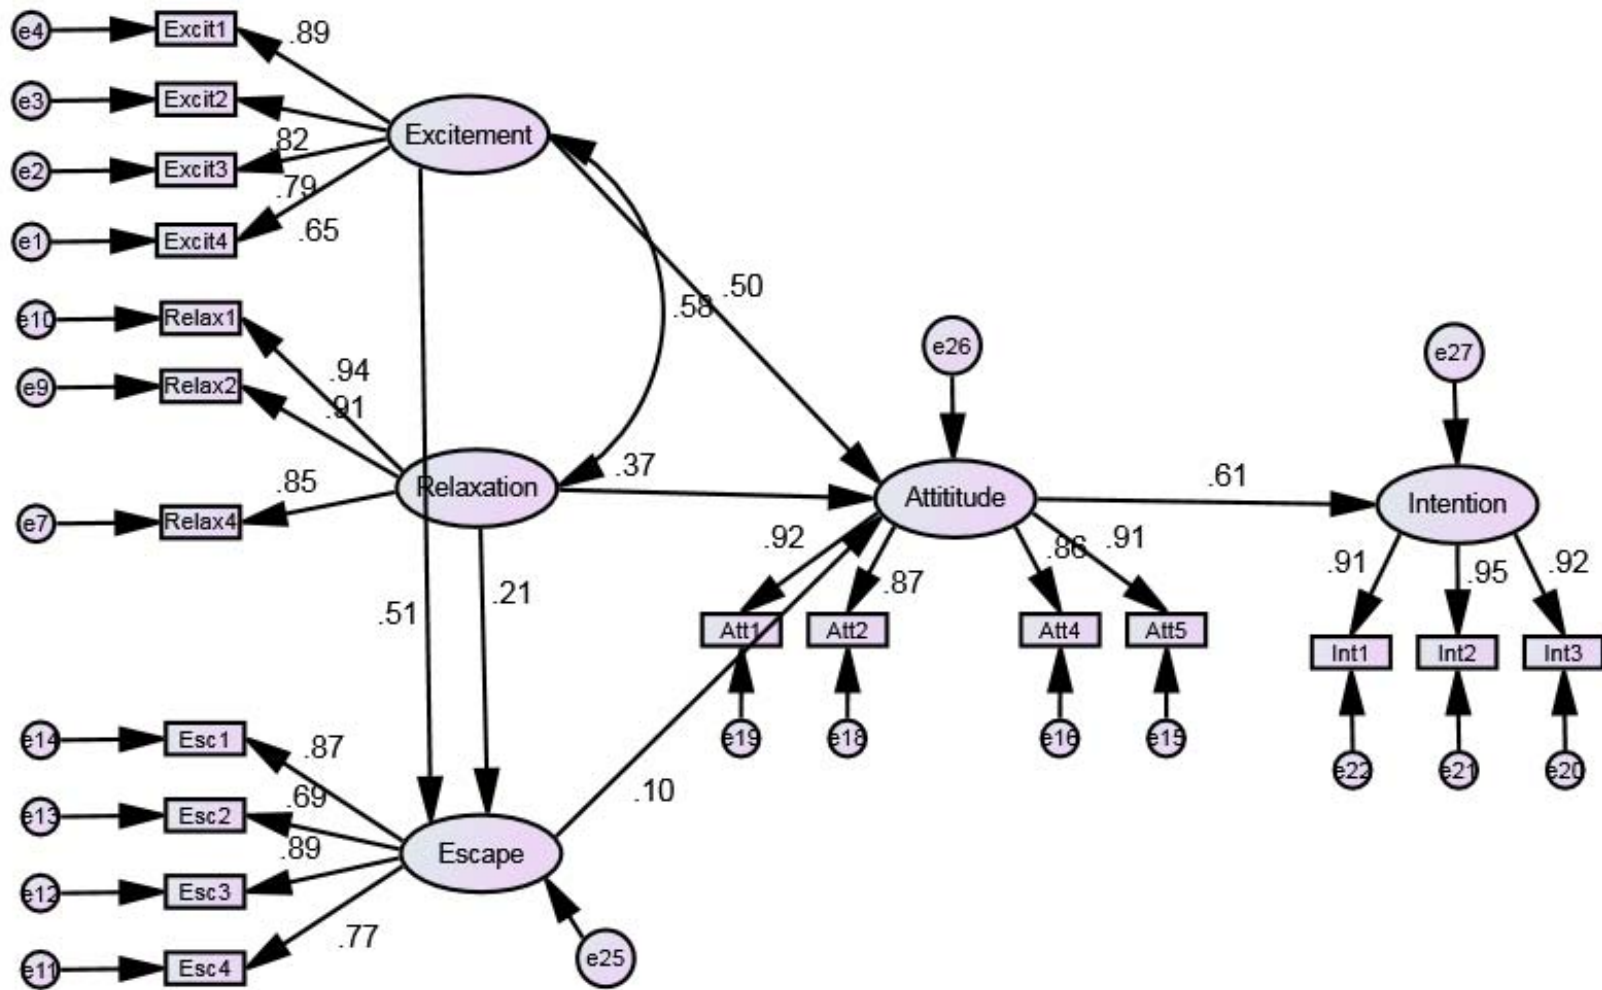 e4 Excit1 .89
e3 Excit2
Excitement
.82
e2 Excit3
.79
e1 Excit4 .65
.50
.58
e10 Relax1
e26
e27
.94
e9 Relax2
.91
.37
.85
Relaxation
Attititude
.61
Intention
e7 Relax4
.92
.86
.91
.91
.95
.92
.87
.21
.51
Att1 Att2 Att4 Att5
Int1 Int2 Int3
e14 Esc1 .87
e19 e18 e16 e15
e22 e21 e20
.10
.69
e13 Esc2
.89
Escape
e12 Esc3
.77
e25
e11 Esc4